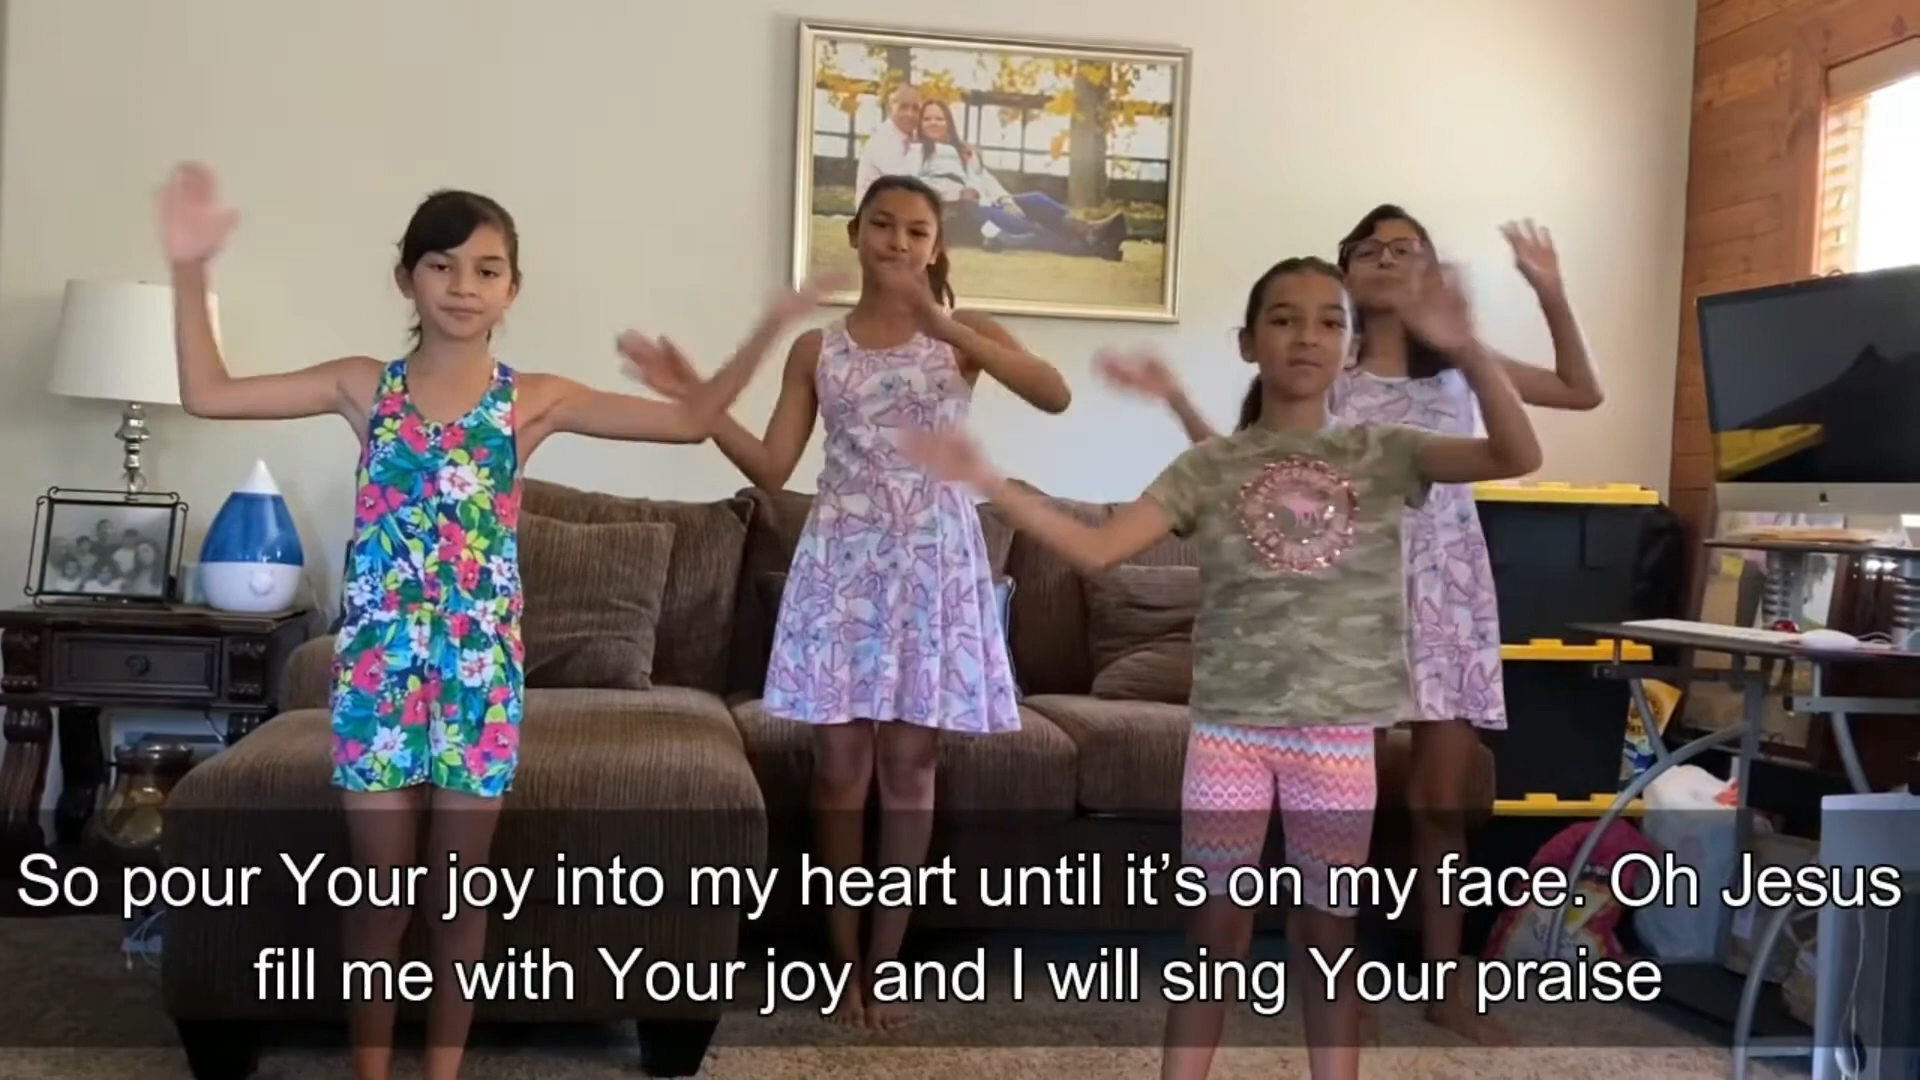 So pour Your joy into my heart until it’s on my face. Oh Jesus
fill me with Your joy and I will sing Your praise